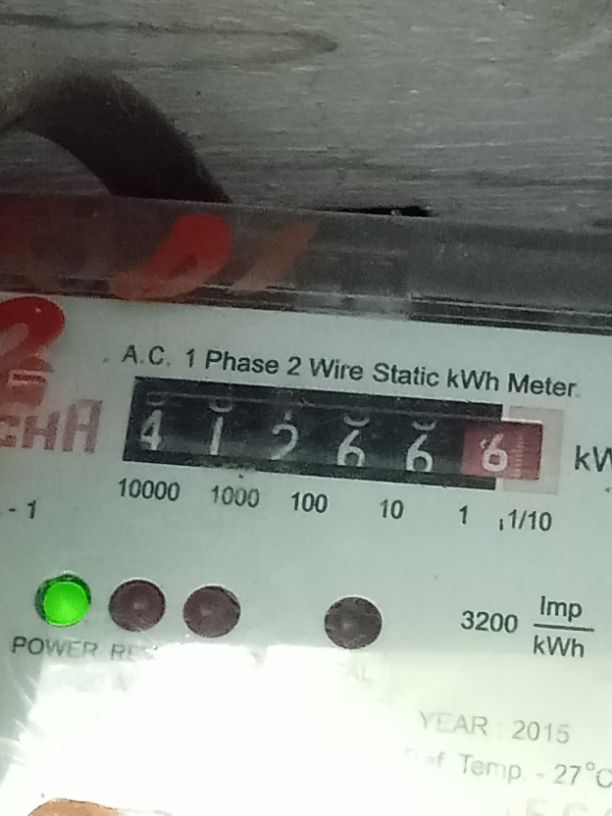 A.C. 1 Phase 2 Wire Static kWh Meter
4 1 2 6 6 6
10000 1000 100 10 1 1/10
- 1
3200 Imp
kWh
POWER
YEAR : 2015
Temp. - 27°C